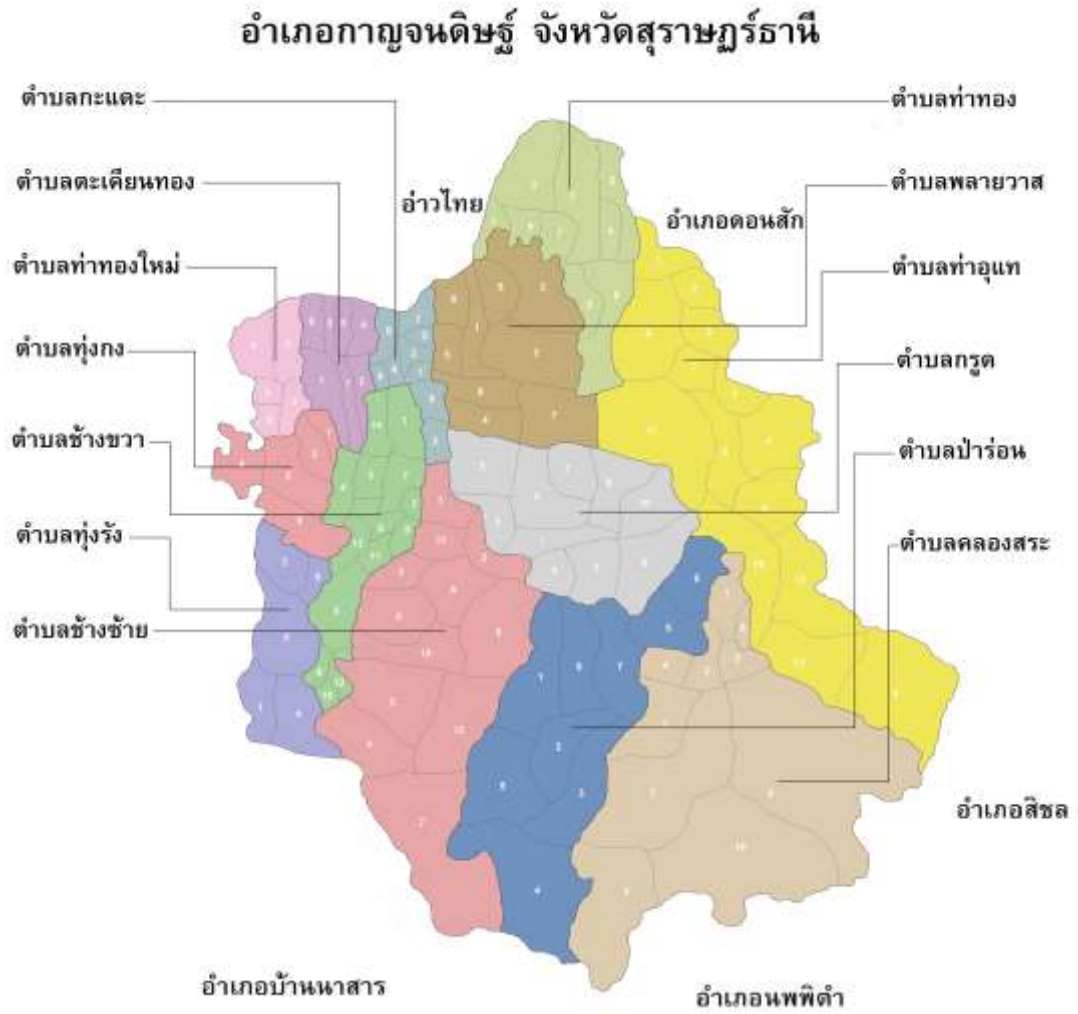 อำเภอกาญจนดิษฐ์ จังหวัดสุราษฏร์ธานี
ตำบลกะแดะ
ตำบลท่าทอง
ตำบลตะเคียนทอง
อ่าวไทย
ตำบลพลายวาส
อำเภอดอนสัก
ตำบลท่าทองใหม่
ตำบลท่าอุแท
ตำบลทุ่งกง
ตำบลกรูด
ตำบลช้างขวา
ตำบลป่าร่อน
ตำบลทุ่งรัง
ตำบลคลองสระ
ตำบลช้างซ้าย
อำเภอสิชล
อำเภอบ้านนาสาร
อำเภอนพพิตำ